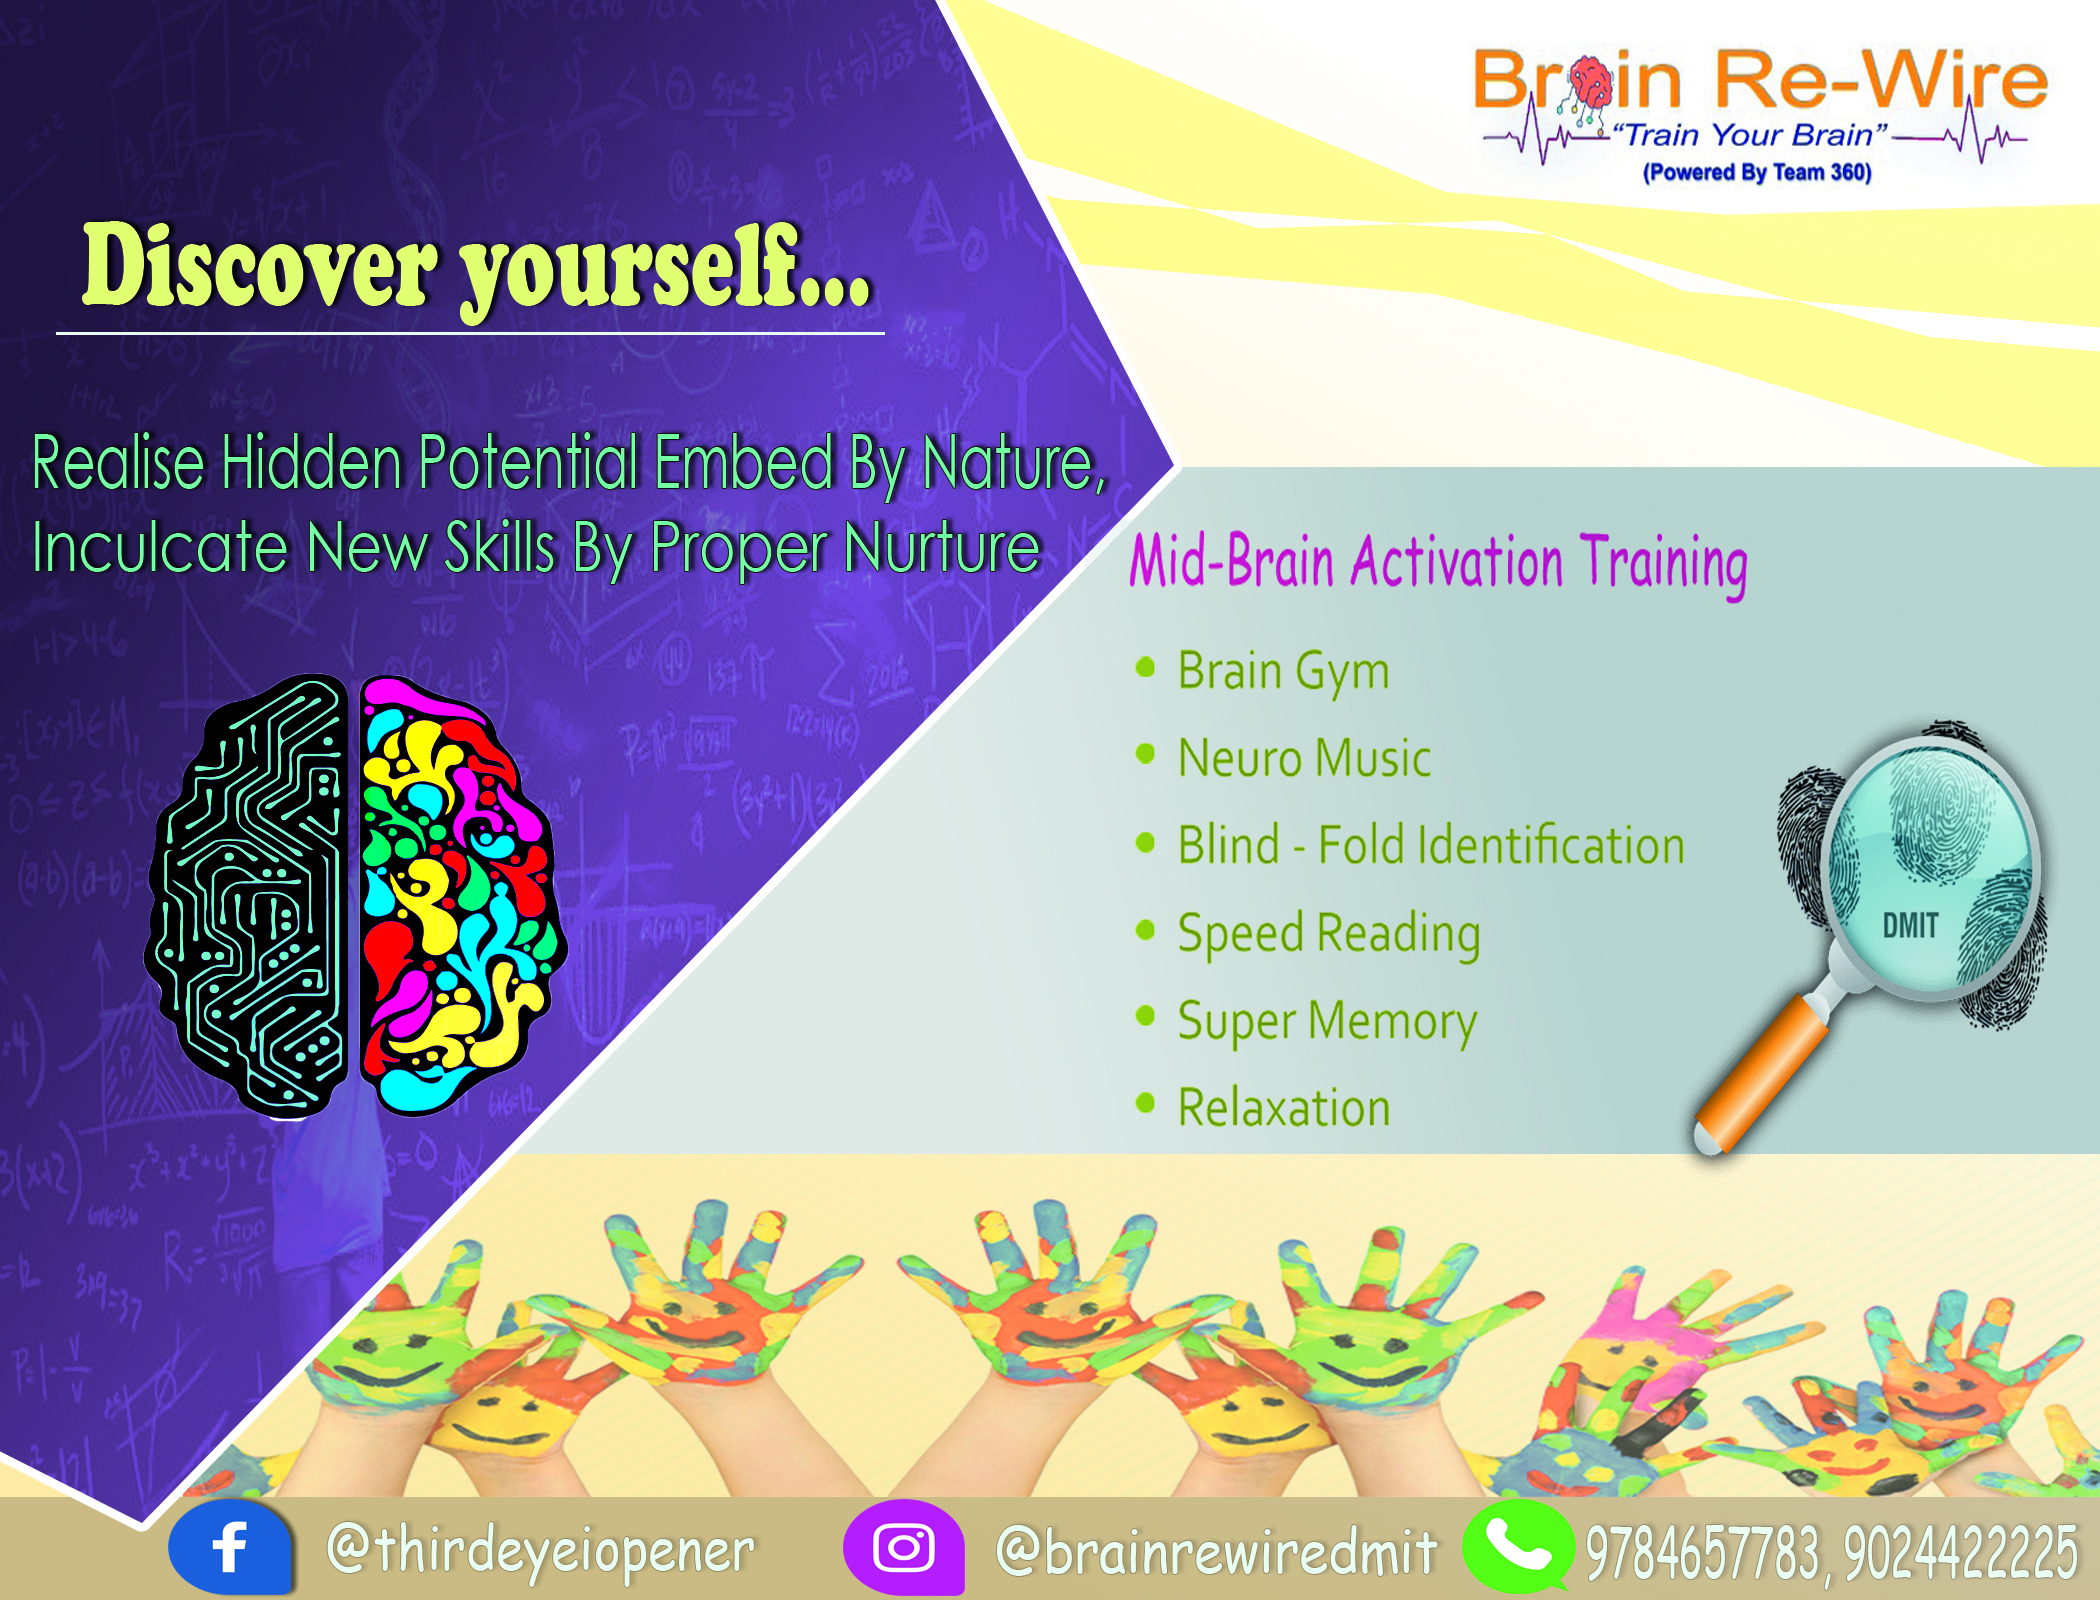 Brain Re-Wire
“Train Your Brain”
(Powered By Team 360)
Discover yourself...
Realise Hidden Potential Embed By Nature,
Inculcate New Skills By Proper Nurture
Mid-Brain Activation Training
• Brain Gym
• Neuro Music
• Blind - Fold Identification
• Speed Reading
• Super Memory
• Relaxation
DMIT
@thirdeyeiopener
@brainrewiredmit
9784657783, 9024422225